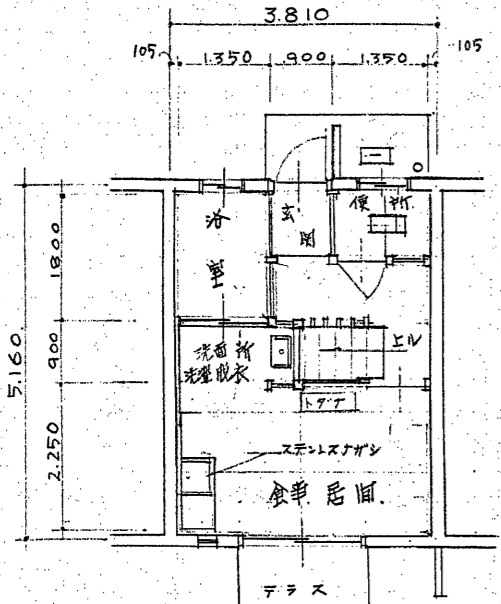 3.810
105
1.350
900
1.350
105
5.160
1800
900
2.250
浴室
玄関
便所
洗面所
洗濯脱衣
上ル
トダナ
ステンレスナガシ
食事 居間
テラス